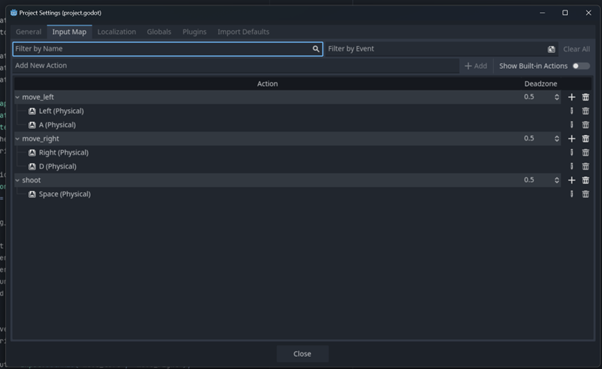 Project Settings (project.godot)
General Input Map Localization Globals Plugins Import Defaults
Filter by Name Filter by Event Clear All
Add New Action + Add Show Built-in Actions
Action Deadzone
move_left 0.5
Left (Physical)
A (Physical)
move_right 0.5
Right (Physical)
D (Physical)
shoot 0.5
Space (Physical)
Close